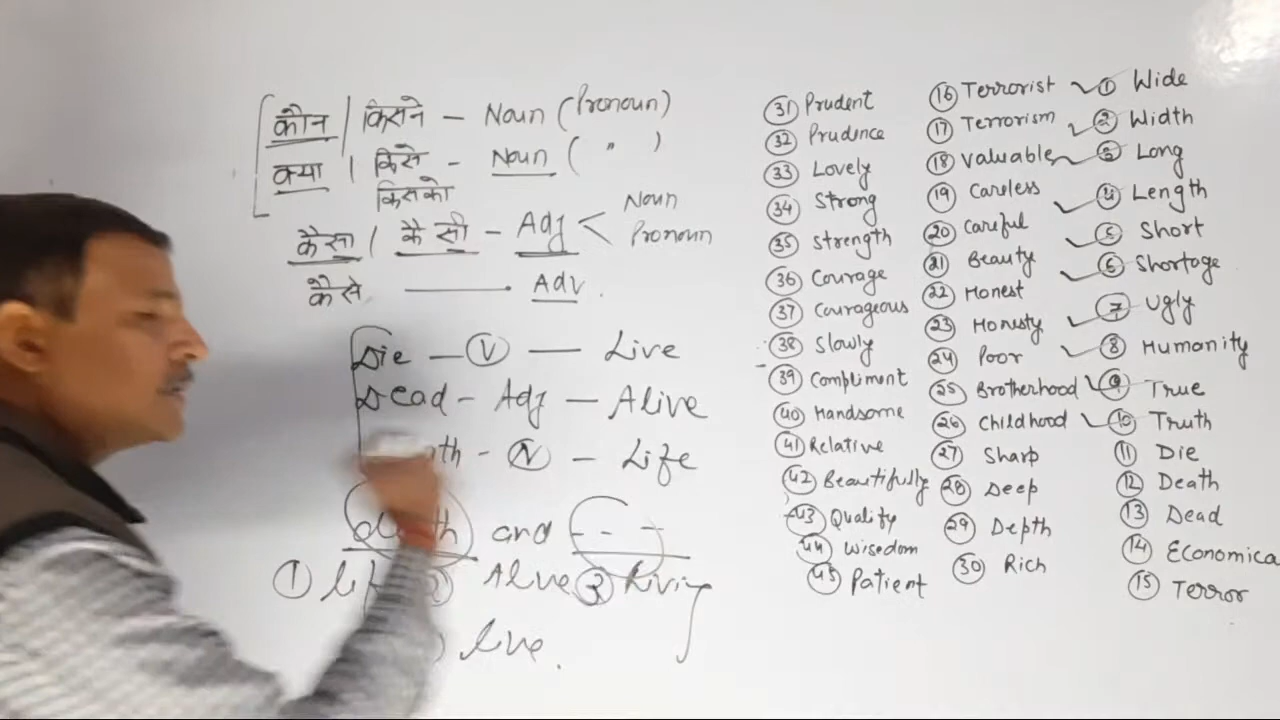 कौन | किसने - Noun (Pronoun)
क्या | किसे - Noun ( " )
किसको
कैसा | कैसी - Adj < Noun
Pronoun
कैसे — Adv.
Die - V - Live
Dead - Adj - Alive
th - N - Life
and - - -
① ② Alive ③ Living
live.
㉛ Prudent
㉜ Prudence
㉝ Lovely
㉞ Strong
㉟ Strength
㊱ Courage
㊲ Courageous
㊳ Slowly
㊴ Compliment
㊵ Handsome
㊶ Relative
㊷ Beautifully
㊸ Qualify
㊹ Wisedom
㊺ Patient
⑯ Terrorist
⑰ Terrorism
⑱ Valuable
⑲ Careless
⑳ Careful
㉑ Beauty
㉒ Honest
㉓ Honesty
㉔ Poor
㉕ Brotherhood
㉖ Childhood
㉗ Sharp
㉘ Deep
㉙ Depth
㉚ Rich
① Wide
② Width
③ Long
④ Length
⑤ Short
⑥ Shortage
⑦ Ugly
⑧ Humanity
⑨ True
⑩ Truth
⑪ Die
⑫ Death
⑬ Dead
⑭ Economica
⑮ Terror